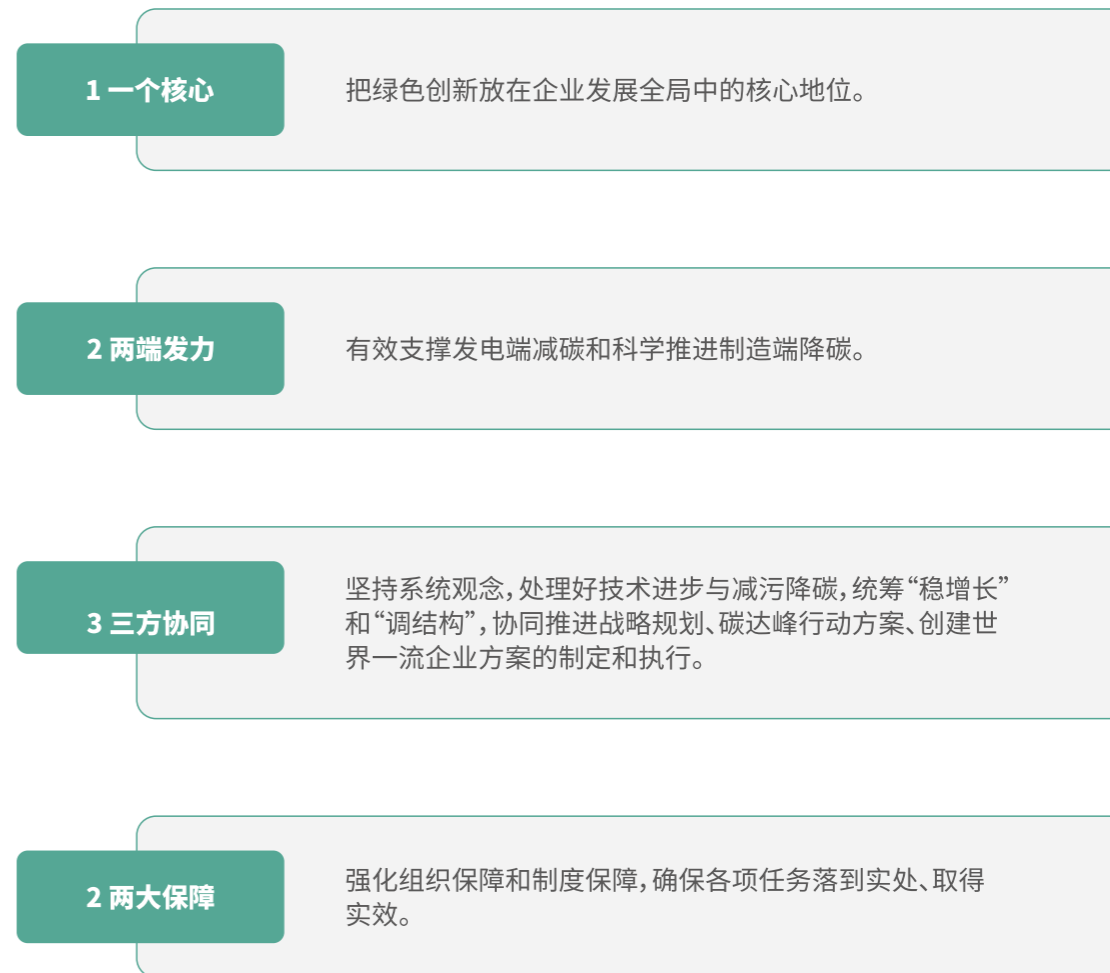 1 一个核心
把绿色创新放在企业发展全局中的核心地位。
2 两端发力
有效支撑发电端减碳和科学推进制造端降碳。
3 三方协同
坚持系统观念，处理好技术进步与减污降碳，统筹“稳增长”
和“调结构”，协同推进战略规划、碳达峰行动方案、创建世
界一流企业方案的制定和执行。
2 两大保障
强化组织保障和制度保障，确保各项任务落到实处、取得
实效。